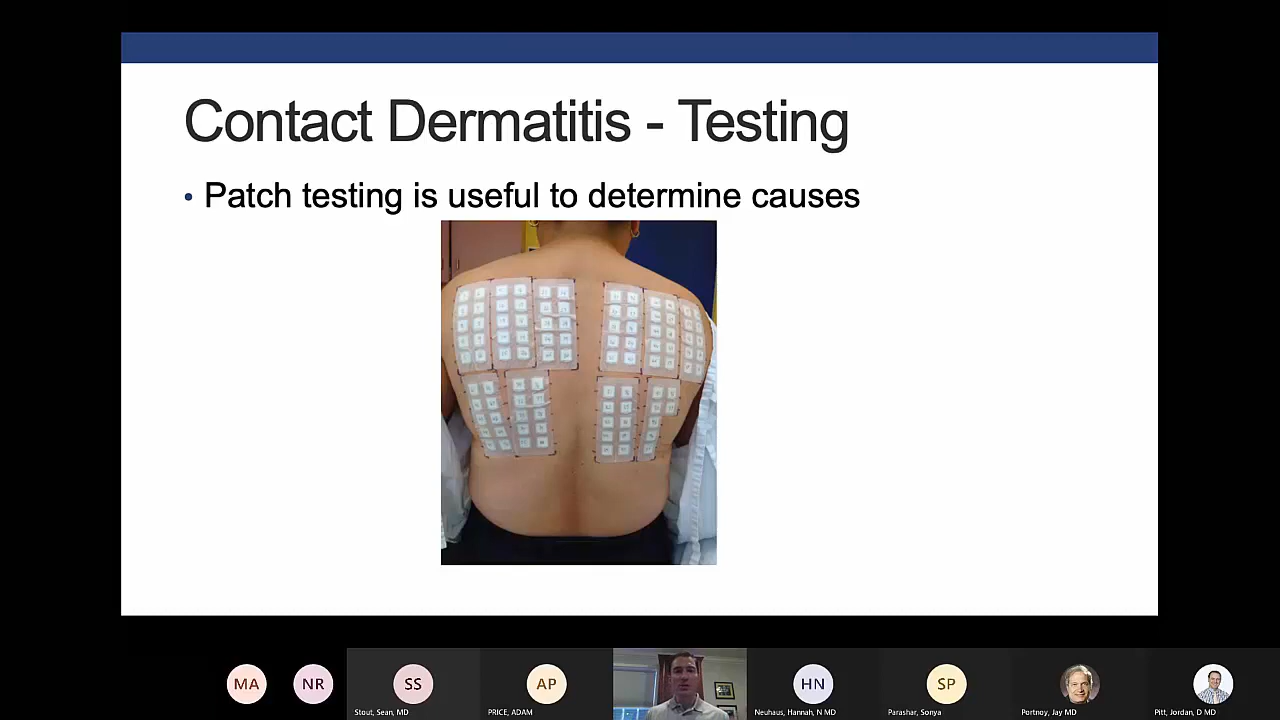 Contact Dermatitis - Testing
• Patch testing is useful to determine causes
MA
NR
SS
AP
HN
SP
Stout, Sean, MD
PRICE, ADAM
Neuhaus, Hannah, N MD
Parashar, Sonya
Portnoy, Jay MD
Pitt, Jordan, D MD